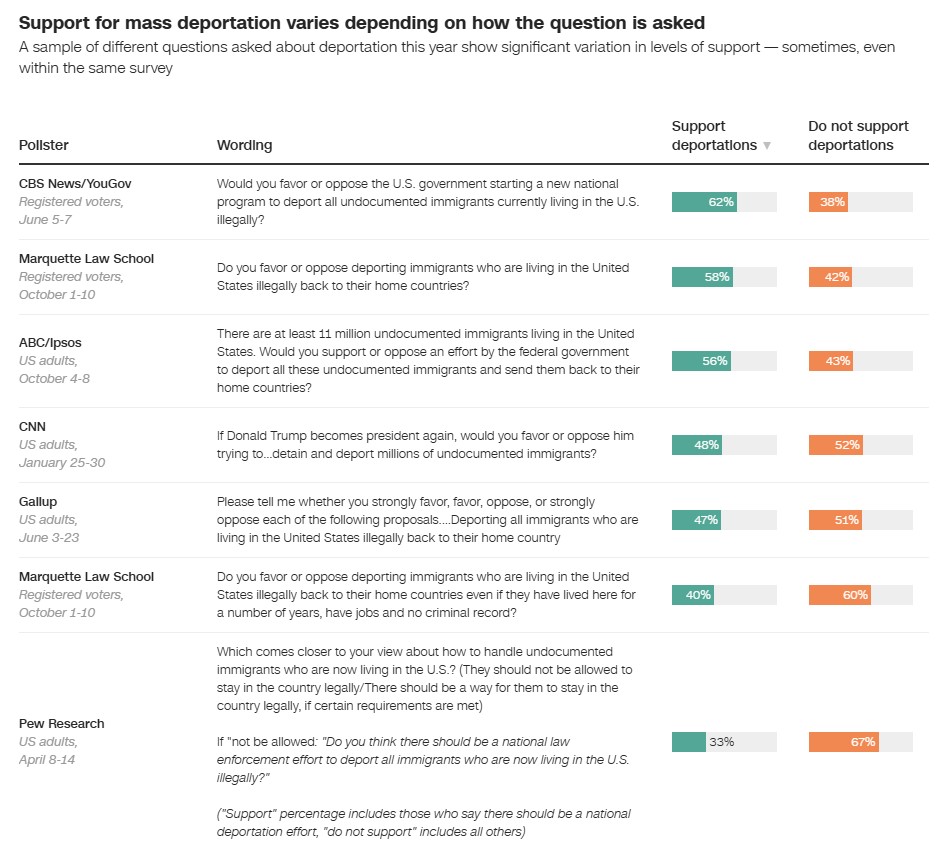 Support for mass deportation varies depending on how the question is asked
A sample of different questions asked about deportation this year show significant variation in levels of support — sometimes, even
within the same survey
Support
deportations ▼
Do not support
deportations
Pollster
Wording
CBS News/YouGov
Registered voters,
June 5-7
Would you favor or oppose the U.S. government starting a new national
program to deport all undocumented immigrants currently living in the U.S.
illegally?
62%
38%
Marquette Law School
Registered voters,
October 1-10
Do you favor or oppose deporting immigrants who are living in the United
States illegally back to their home countries?
58%
42%
ABC/Ipsos
US adults,
October 4-8
There are at least 11 million undocumented immigrants living in the United
States. Would you support or oppose an effort by the federal government
to deport all these undocumented immigrants and send them back to their
home countries?
56%
43%
CNN
US adults,
January 25-30
If Donald Trump becomes president again, would you favor or oppose him
trying to...detain and deport millions of undocumented immigrants?
48%
52%
Gallup
US adults,
June 3-23
Please tell me whether you strongly favor, favor, oppose, or strongly
oppose each of the following proposals....Deporting all immigrants who are
living in the United States illegally back to their home country
47%
51%
Marquette Law School
Registered voters,
October 1-10
Do you favor or oppose deporting immigrants who are living in the United
States illegally back to their home countries even if they have lived here for
a number of years, have jobs and no criminal record?
40%
60%
Pew Research
US adults,
April 8-14
Which comes closer to your view about how to handle undocumented
immigrants who are now living in the U.S.? (They should not be allowed to
stay in the country legally/There should be a way for them to stay in the
country legally, if certain requirements are met)
If "not be allowed: "Do you think there should be a national law
enforcement effort to deport all immigrants who are now living in the U.S.
illegally?"
("Support" percentage includes those who say there should be a national
deportation effort, "do not support" includes all others)
33%
67%